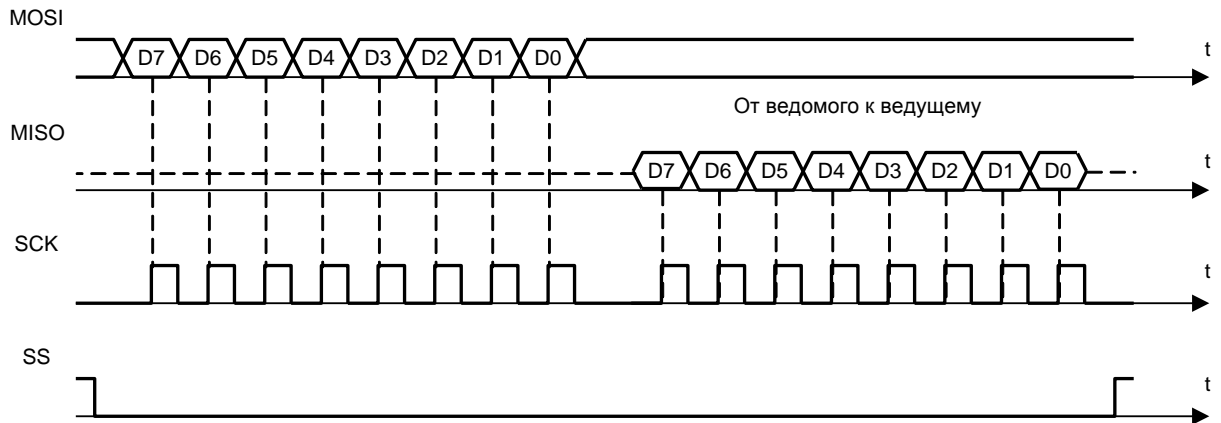 MOSI
t
D7 D6 D5 D4 D3 D2 D1 D0
От ведомого к ведущему
MISO
t
D7 D6 D5 D4 D3 D2 D1 D0
SCK
t
SS
t